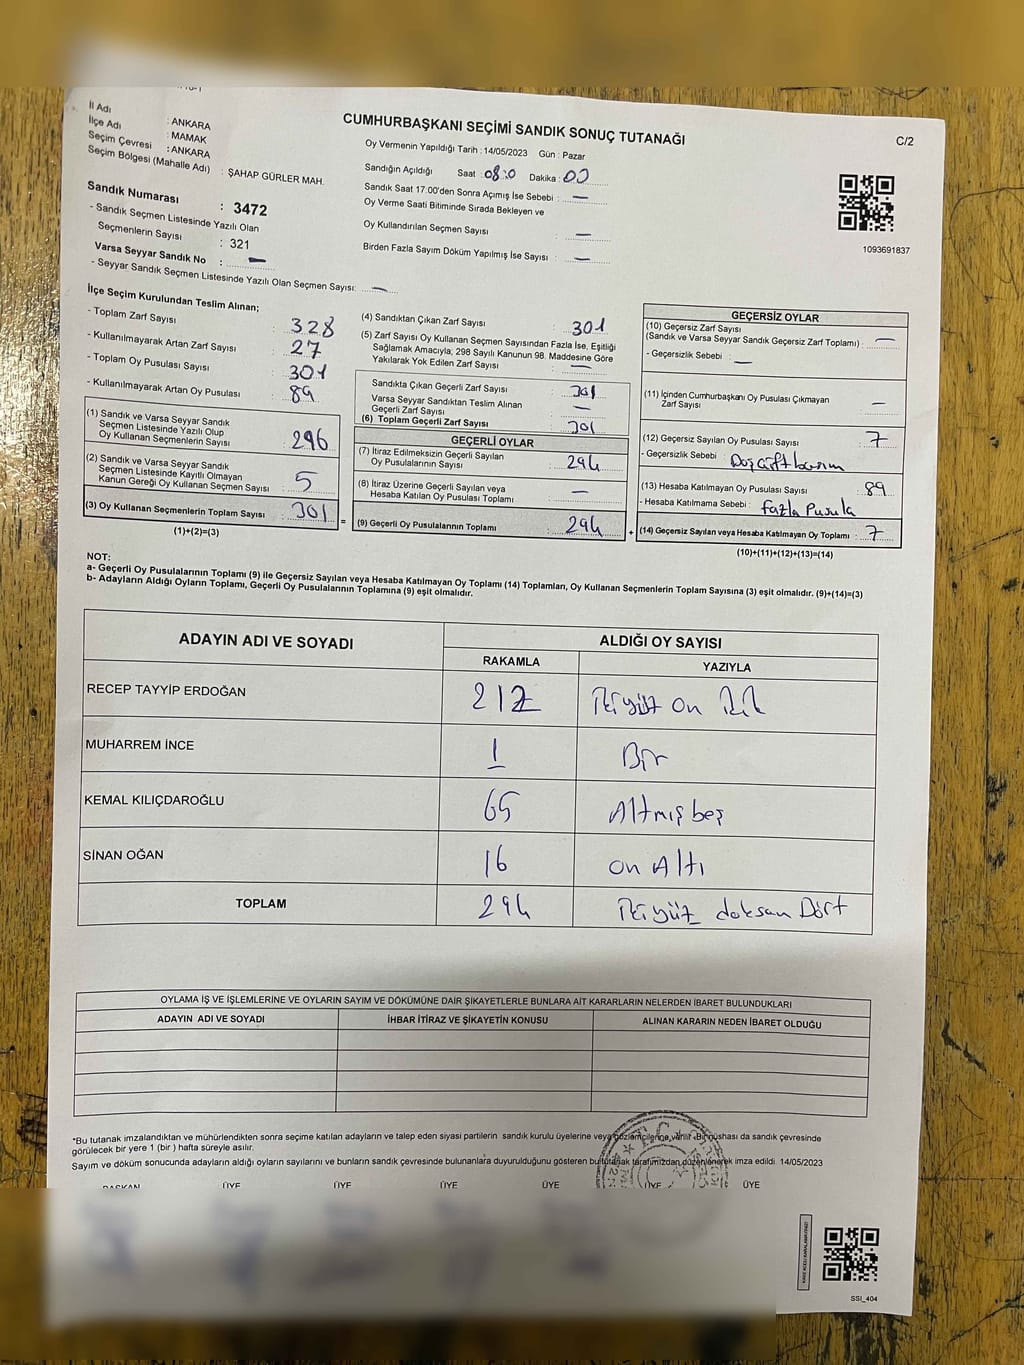 İl Adı : ANKARA
İlçe Adı : MAMAK
Seçim Çevresi : ANKARA
Seçim Bölgesi (Mahalle Adı) : ŞAHAP GÜRLER MAH.
Sandık Numarası : 3472
- Sandık Seçmen Listesinde Yazılı Olan
Seçmenlerin Sayısı : 321
Varsa Seyyar Sandık No : —
- Seyyar Sandık Seçmen Listesinde Yazılı Olan Seçmen Sayısı: —
CUMHURBAŞKANI SEÇİMİ SANDIK SONUÇ TUTANAĞI
C/2
Oy Vermenin Yapıldığı Tarih : 14/05/2023 Gün : Pazar
Sandığın Açıldığı Saat : 08:0 Dakika : 00
Sandık Saat 17.00'den Sonra Açımış İse Sebebi : —
Oy Verme Saati Bitiminde Sırada Bekleyen ve
Oy Kullandırılan Seçmen Sayısı : —
Birden Fazla Sayım Döküm Yapılmış İse Sayısı : —
1093691837
İlçe Seçim Kurulundan Teslim Alınan;
- Toplam Zarf Sayısı : 328
- Kullanılmayarak Artan Zarf Sayısı : 27
- Toplam Oy Pusulası Sayısı : 301
- Kullanılmayarak Artan Oy Pusulası : 89
(1) Sandık ve Varsa Seyyar Sandık
Seçmen Listesinde Yazılı Olup
Oy Kullanan Seçmenlerin Sayısı : 296
(2) Sandık ve Varsa Seyyar Sandık
Seçmen Listesinde Kayıtlı Olmayan
Kanun Gereği Oy Kullanan Seçmen Sayısı : 5
(3) Oy Kullanan Seçmenlerin Toplam Sayısı : 301 =
(1)+(2)=(3)
(4) Sandıktan Çıkan Zarf Sayısı : 301
(5) Zarf Sayısı Oy Kullanan Seçmen Sayısından Fazla İse, Eşitliği
Sağlamak Amacıyla; 298 Sayılı Kanunun 98. Maddesine Göre
Yakılarak Yok Edilen Zarf Sayısı : —
Sandıkta Çıkan Geçerli Zarf Sayısı : 301
Varsa Seyyar Sandıktan Teslim Alınan
Geçerli Zarf Sayısı : —
(6) Toplam Geçerli Zarf Sayısı : 301
GEÇERLİ OYLAR
(7) İtiraz Edilmeksizin Geçerli Sayılan
Oy Pusulalarının Sayısı : 294
(8) İtiraz Üzerine Geçerli Sayılan veya
Hesaba Katılan Oy Pusulası Toplamı : —
(9) Geçerli Oy Pusulalarının Toplamı : 294 +
GEÇERSİZ OYLAR
(10) Geçersiz Zarf Sayısı
(Sandık ve Varsa Seyyar Sandık Geçersiz Zarf Toplamı) : —
- Geçersizlik Sebebi : —
(11) İçinden Cumhurbaşkanı Oy Pusulası Çıkmayan
Zarf Sayısı : —
(12) Geçersiz Sayılan Oy Pusulası Sayısı : 7
- Geçersizlik Sebebi :
(13) Hesaba Katılmayan Oy Pusulası Sayısı : 89
- Hesaba Katılmama Sebebi : fazla Pusula
(14) Geçersiz Sayılan veya Hesaba Katılmayan Oy Toplamı : 7
(10)+(11)+(12)+(13)=(14)
NOT:
a- Geçerli Oy Pusulalarının Toplamı (9) ile Geçersiz Sayılan veya Hesaba Katılmayan Oy Toplamı (14) Toplamları, Oy Kullanan Seçmenlerin Toplam Sayısına (3) eşit olmalıdır. (9)+(14)=(3)
b- Adayların Aldığı Oyların Toplamı, Geçerli Oy Pusulalarının Toplamına (9) eşit olmalıdır.
ADAYIN ADI VE SOYADI
ALDIĞI OY SAYISI
RAKAMLA YAZIYLA
RECEP TAYYİP ERDOĞAN 212 İkiyüz on İki
MUHARREM İNCE 1 Bir
KEMAL KILIÇDAROĞLU 65 Altmış beş
SİNAN OĞAN 16 on Altı
TOPLAM 294 İkiyüz doksan Dört
OYLAMA İŞ VE İŞLEMLERİNE VE OYLARIN SAYIM VE DÖKÜMÜNE DAİR ŞİKAYETLERLE BUNLARA AİT KARARLARIN NELERDEN İBARET BULUNDUKLARI
ADAYIN ADI VE SOYADI İHBAR İTİRAZ VE ŞİKAYETİN KONUSU ALINAN KARARIN NEDEN İBARET OLDUĞU
*Bu tutanak imzalandıktan ve mühürlendikten sonra seçime katılan adayların ve talep eden siyasi partilerin sandık kurulu üyelerine veya gözlemcilerine verilir. Bir nüshası da sandık çevresinde
görülecek bir yere 1 (bir) hafta süreyle asılır.
Sayım ve döküm sonucunda adayların aldığı oyların sayılarını ve bunların sandık çevresinde bulunanlara duyurulduğunu gösteren bu tutanak tarafımızdan düzenlenerek imza edildi 14/05/2023
BAŞKAN ÜYE ÜYE ÜYE ÜYE ÜYE ÜYE
T.C.
SSI_404